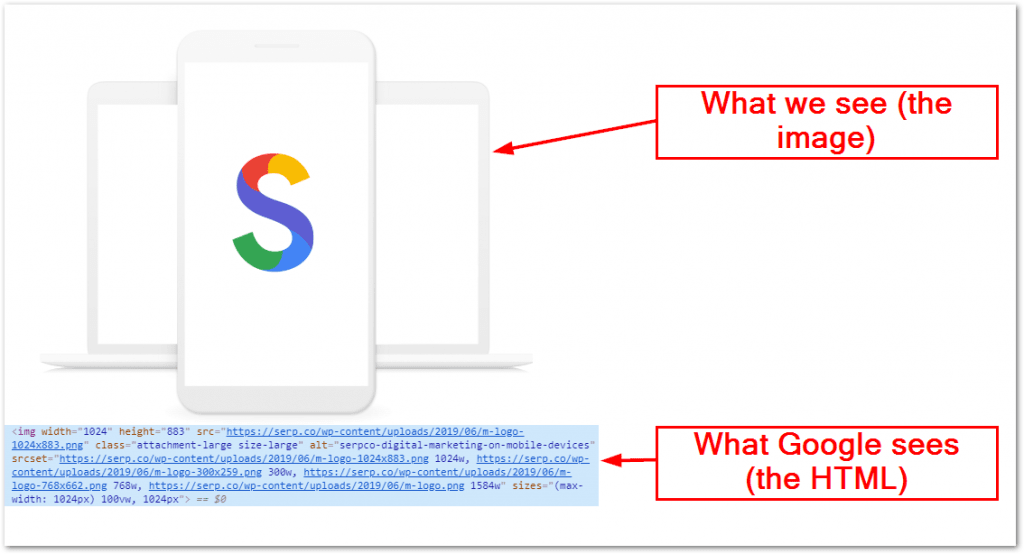 What we see (the
image)
S
<img width="1024" height="883" src="https://serp.co/wp-content/uploads/2019/06/m-logo-
1024x883.png" class="attachment-large size-large" alt="serpco-digital-marketing-on-mobile-devices"
srcset="https://serp.co/wp-content/uploads/2019/06/m-logo-1024x883.png 1024w, https://serp.co/wp-
content/uploads/2019/06/m-logo-300x259.png 300w, https://serp.co/wp-content/uploads/2019/06/m-
logo-768x662.png 768w, https://serp.co/wp-content/uploads/2019/06/m-logo.png 1584w" sizes="(max-
width: 1024px) 100vw, 1024px"> == $0
What Google sees
(the HTML)